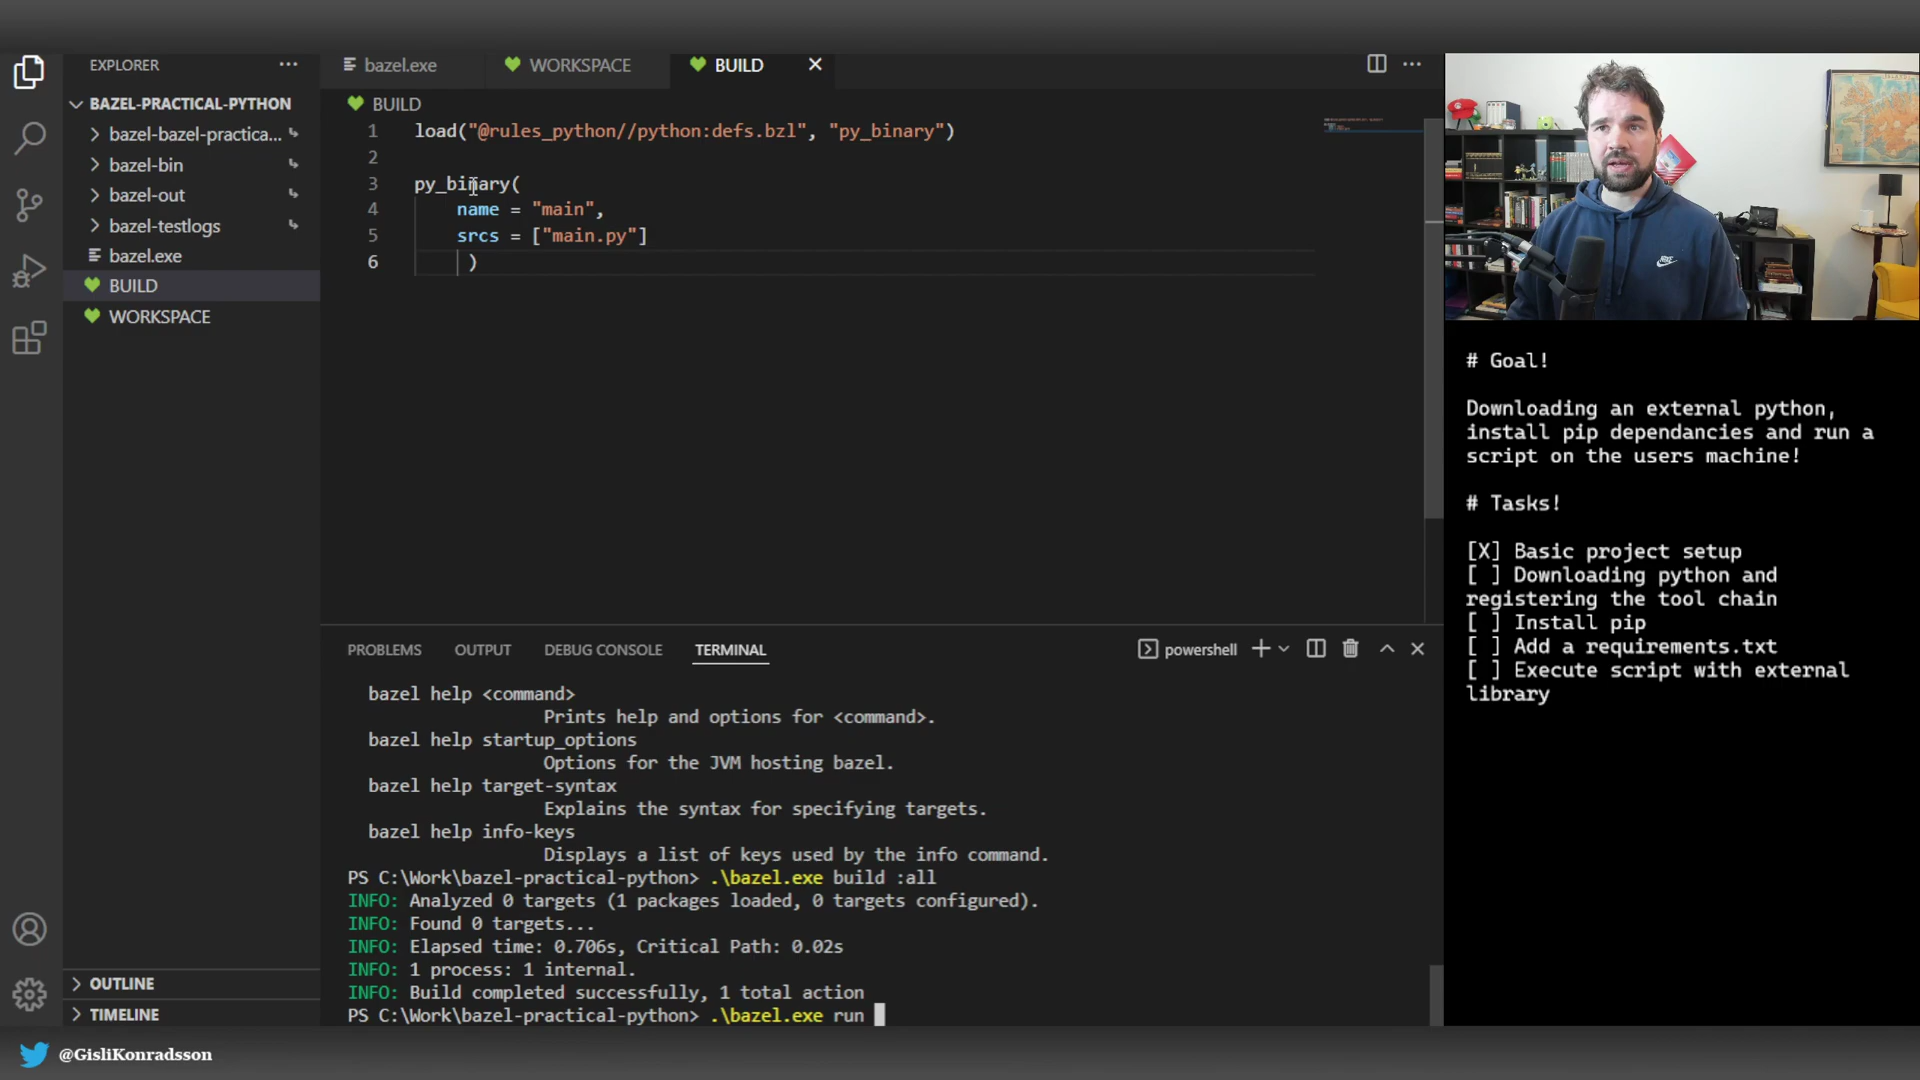 EXPLORER
BAZEL-PRACTICAL-PYTHON
bazel-bazel-practica...
bazel-bin
bazel-out
bazel-testlogs
bazel.exe
BUILD
WORKSPACE
OUTLINE
TIMELINE
bazel.exe
WORKSPACE
BUILD
BUILD
1 load("@rules_python//python:defs.bzl", "py_binary")
2
3 py_binary(
4 name = "main",
5 srcs = ["main.py"]
6 )
PROBLEMS
OUTPUT
DEBUG CONSOLE
TERMINAL
powershell
bazel help <command>
Prints help and options for <command>.
bazel help startup_options
Options for the JVM hosting bazel.
bazel help target-syntax
Explains the syntax for specifying targets.
bazel help info-keys
Displays a list of keys used by the info command.
PS C:\Work\bazel-practical-python> .\bazel.exe build :all
INFO: Analyzed 0 targets (1 packages loaded, 0 targets configured).
INFO: Found 0 targets...
INFO: Elapsed time: 0.706s, Critical Path: 0.02s
INFO: 1 process: 1 internal.
INFO: Build completed successfully, 1 total action
PS C:\Work\bazel-practical-python> .\bazel.exe run
# Goal!
Downloading an external python,
install pip dependancies and run a
script on the users machine!
# Tasks!
[X] Basic project setup
[ ] Downloading python and
registering the tool chain
[ ] Install pip
[ ] Add a requirements.txt
[ ] Execute script with external
library
@GisliKonradsson